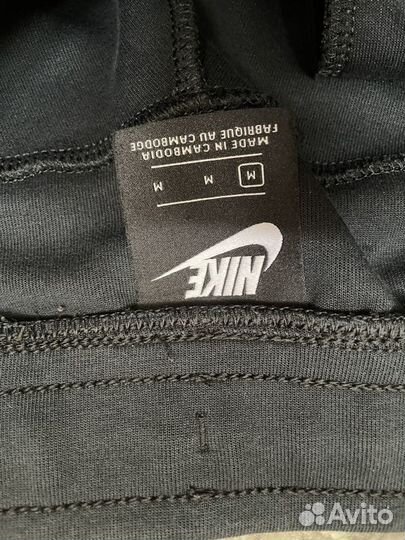 NIKE
M M M
MADE IN CAMBODIA
FABRIQUE AU CAMBODGE
Avito